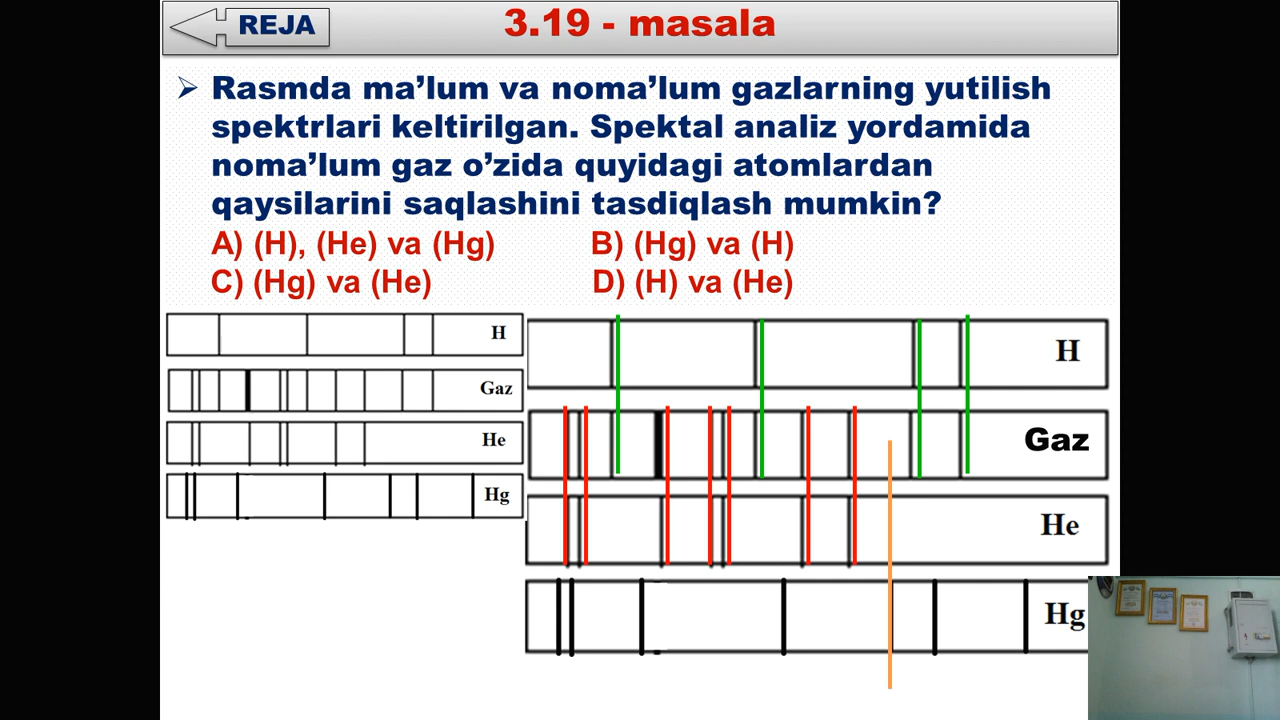 REJA
3.19 - masala
Rasmda ma’lum va noma’lum gazlarning yutilish
spektrlari keltirilgan. Spektal analiz yordamida
noma’lum gaz o’zida quyidagi atomlardan
qaysilarini saqlashini tasdiqlash mumkin?
A) (H), (He) va (Hg) B) (Hg) va (H)
C) (Hg) va (He) D) (H) va (He)
H
Gaz
He
Hg
H
Gaz
He
Hg